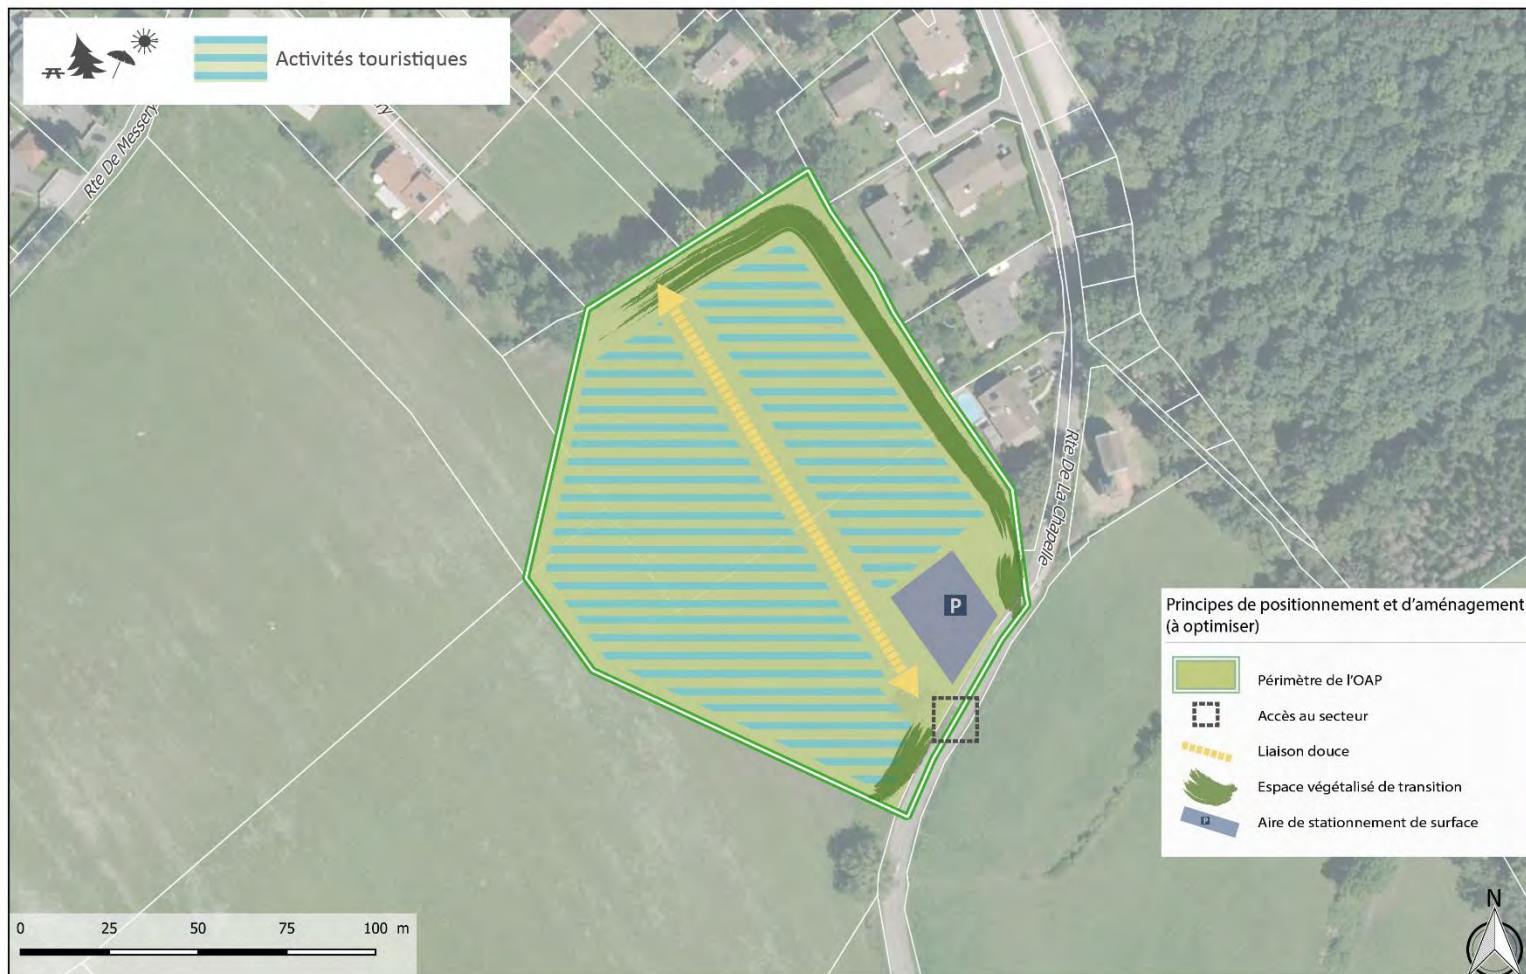 Activités touristiques
Rte De Messery
ry
Rte De La Chapelle
P
Principes de positionnement et d'aménagement
(à optimiser)
Périmètre de l'OAP
Accès au secteur
Liaison douce
Espace végétalisé de transition
P
Aire de stationnement de surface
0 25 50 75 100 m
N